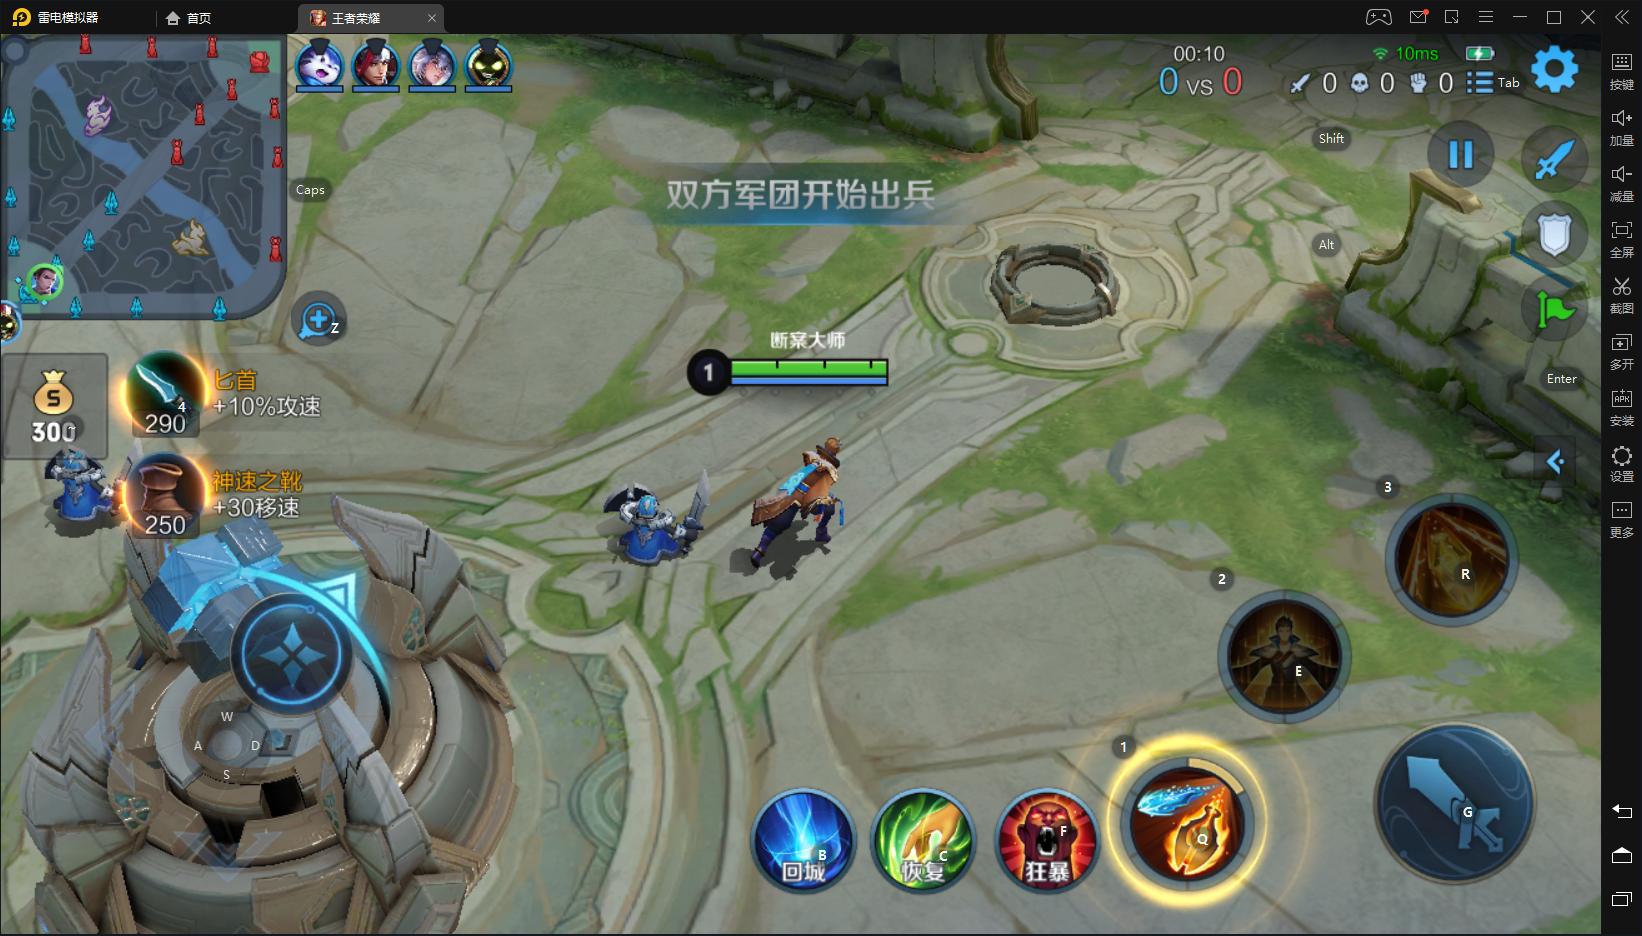 雷电模拟器
首页
王者荣耀
00:10
10ms
0 VS 0
0
0
0
Tab
按键
加量
减量
全屏
截图
多开
安装
设置
更多
Shift
Caps
双方军团开始出兵
Alt
Z
断案大师
1
Enter
300
匕首
+10%攻速
4
290
神速之靴
+30移速
250
3
R
2
E
W
A
D
S
1
Q
G
B
回城
C
恢复
F
狂暴